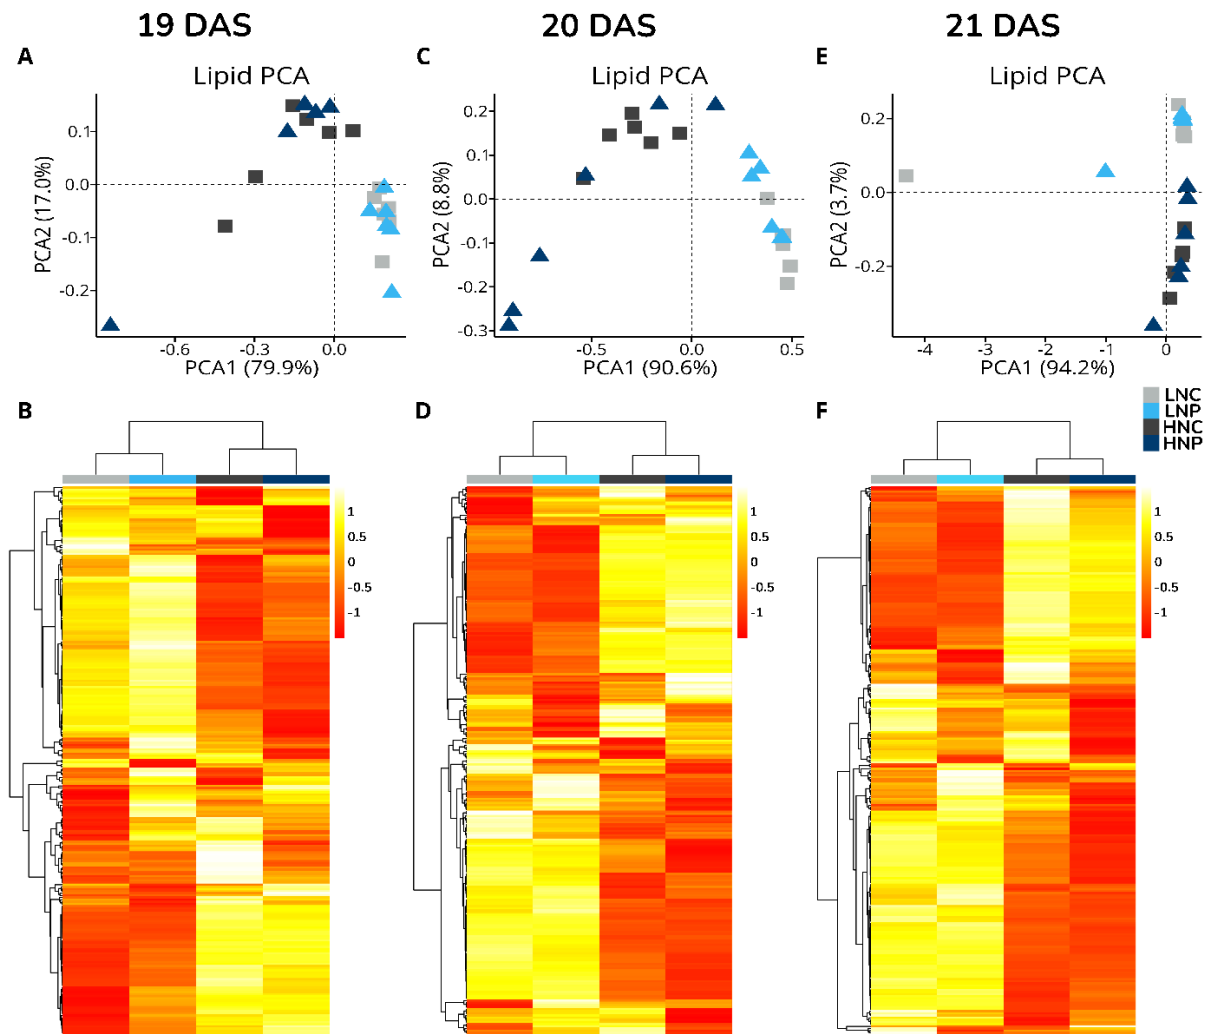 19 DAS
20 DAS
21 DAS
A
C
E
Lipid PCA
Lipid PCA
Lipid PCA
PCA2 (17.0%)
0.1
0.0
-0.1
-0.2
-0.6
-0.3
0.0
PCA1 (79.9%)
PCA2 (8.8%)
0.2
0.1
0.0
-0.1
-0.2
-0.3
-0.5
0.0
0.5
PCA1 (90.6%)
PCA2 (3.7%)
0.2
0.0
-0.2
-4
-3
-2
-1
0
PCA1 (94.2%)
LNC
LNP
HNC
HNP
B
D
F
1
0.5
0
-0.5
-1
1
0.5
0
-0.5
-1
1
0.5
0
-0.5
-1